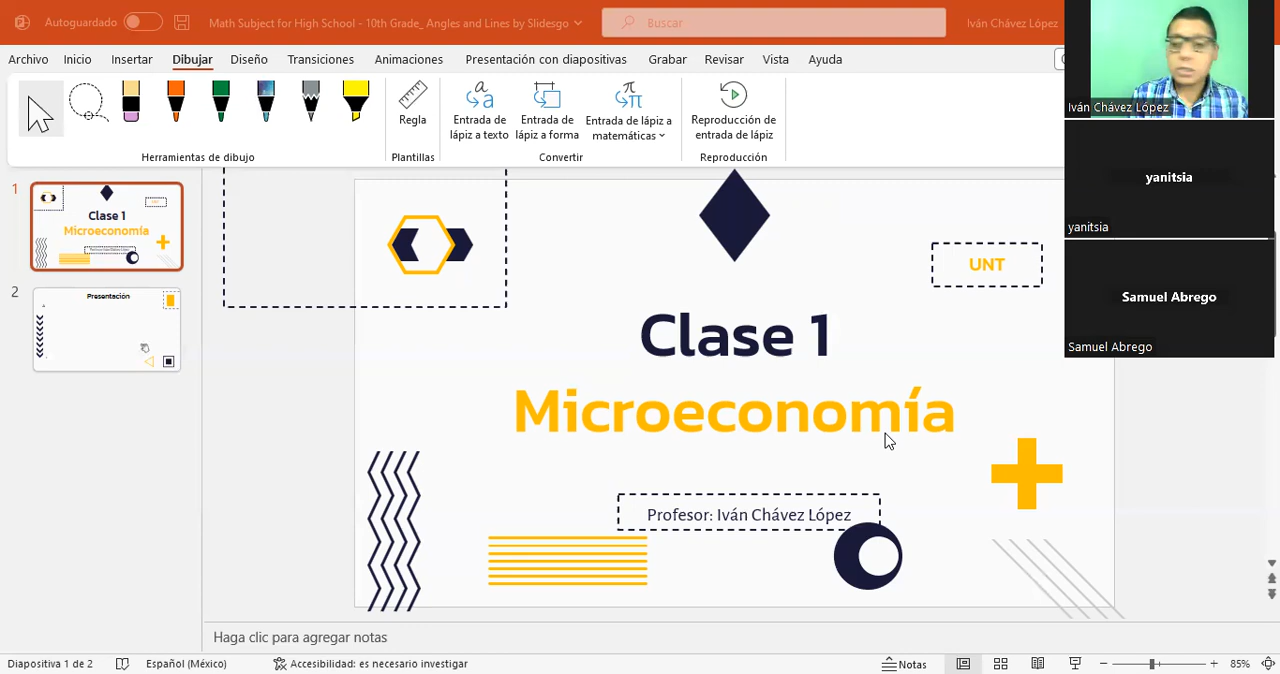 Autoguardado
Math Subject for High School - 10th Grade_ Angles and Lines by Slidesgo
Buscar
Iván Chávez López
Archivo Inicio Insertar Dibujar Diseño Transiciones Animaciones Presentación con diapositivas Grabar Revisar Vista Ayuda
Regla
Entrada de lápiz a texto
Entrada de lápiz a forma
Entrada de lápiz a matemáticas
Reproducción de entrada de lápiz
Herramientas de dibujo
Plantillas
Convertir
Reproducción
Iván Chávez López
yanitsia
yanitsia
Samuel Abrego
Samuel Abrego
1
Clase 1
Microeconomía
2
Presentación
UNT
Clase 1
Microeconomía
Profesor: Iván Chávez López
Haga clic para agregar notas
Diapositiva 1 de 2
Español (México)
Accesibilidad: es necesario investigar
Notas
85%